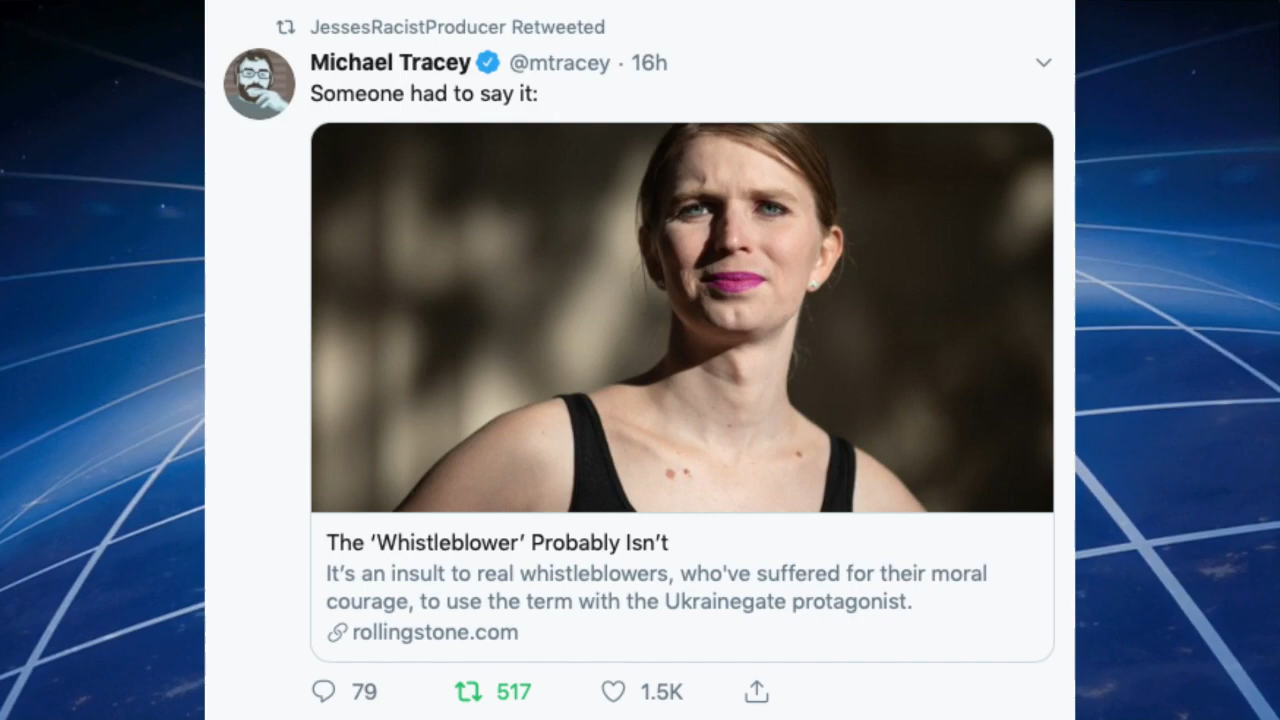 JessesRacistProducer Retweeted
Michael Tracey @mtracey · 16h
Someone had to say it:
The ‘Whistleblower’ Probably Isn’t
It’s an insult to real whistleblowers, who've suffered for their moral
courage, to use the term with the Ukrainegate protagonist.
rollingstone.com
79 517 1.5K